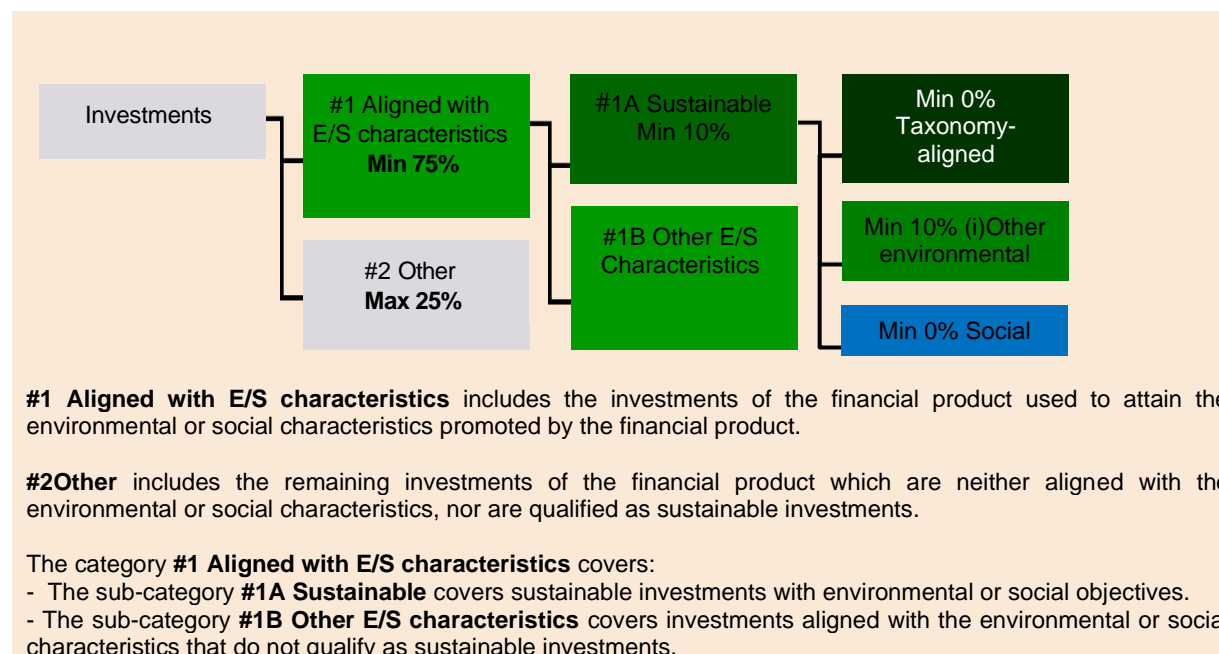 Investments
#1 Aligned with
E/S characteristics
Min 75%
#2 Other
Max 25%
#1A Sustainable
Min 10%
#1B Other E/S
Characteristics
Min 0%
Taxonomy-
aligned
Min 10% (i)Other
environmental
Min 0% Social
#1 Aligned with E/S characteristics includes the investments of the financial product used to attain the
environmental or social characteristics promoted by the financial product.
#2Other includes the remaining investments of the financial product which are neither aligned with the
environmental or social characteristics, nor are qualified as sustainable investments.
The category #1 Aligned with E/S characteristics covers:
- The sub-category #1A Sustainable covers sustainable investments with environmental or social objectives.
- The sub-category #1B Other E/S characteristics covers investments aligned with the environmental or social
characteristics that do not qualify as sustainable investments.